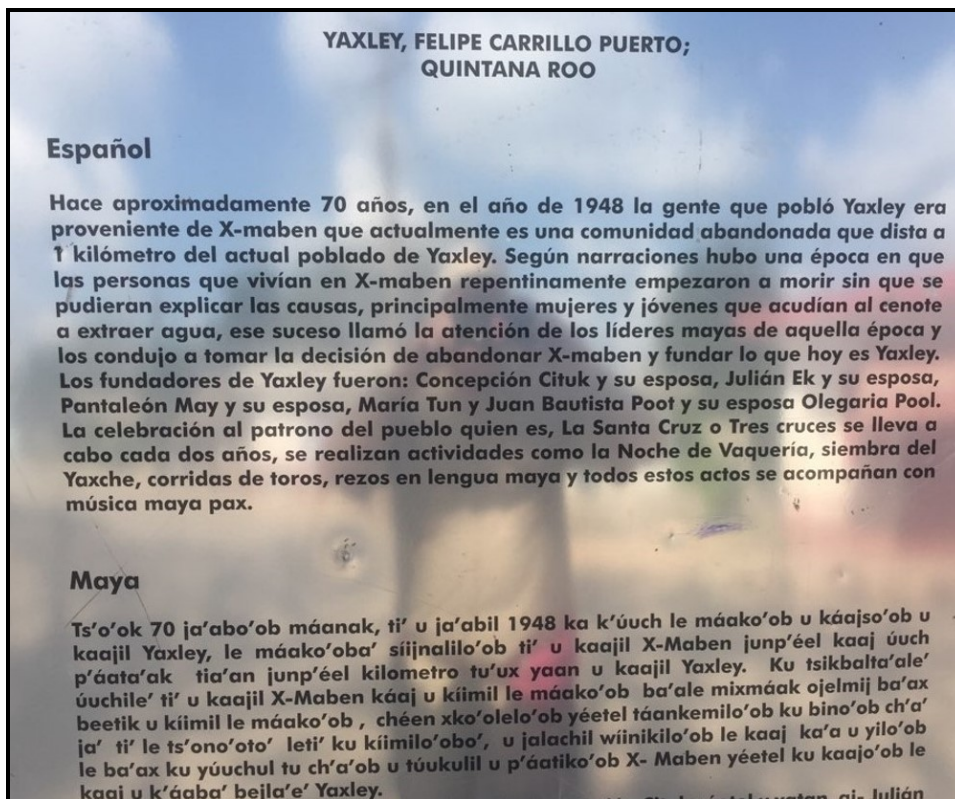 YAXLEY, FELIPE CARRILLO PUERTO;
QUINTANA ROO
Español
Hace aproximadamente 70 años, en el año de 1948 la gente que pobló Yaxley era
proveniente de X-maben que actualmente es una comunidad abandonada que dista a
1 kilómetro del actual poblado de Yaxley. Según narraciones hubo una época en que
las personas que vivían en X-maben repentinamente empezaron a morir sin que se
pudieran explicar las causas, principalmente mujeres y jóvenes que acudían al cenote
a extraer agua, ese suceso llamó la atención de los líderes mayas de aquella época y
los condujo a tomar la decisión de abandonar X-maben y fundar lo que hoy es Yaxley.
Los fundadores de Yaxley fueron: Concepción Cituk y su esposa, Julián Ek y su esposa,
Pantaleón May y su esposa, María Tun y Juan Bautista Poot y su esposa Olegaria Pool.
La celebración al patrono del pueblo quien es, La Santa Cruz o Tres cruces se lleva a
cabo cada dos años, se realizan actividades como la Noche de Vaquería, siembra del
Yaxche, corridas de toros, rezos en lengua maya y todos estos actos se acompañan con
música maya pax.
Maya
Ts'o'ok 70 ja'abo'ob máanak, ti' u ja'abil 1948 ka k'úuch le máako'ob u káajso'ob u
kaajil Yaxley, le máako'oba' síijnalilo'ob ti' u kaajil X-Maben junp'éel kaaj úuch
p'áata'ak tia'an junp'éel kilometro tu'ux yaan u kaajil Yaxley. Ku tsikbalta'ale'
úuchile' ti' u kaajil X-Maben káaj u kíimil le máako'ob ba'ale mixmáak ojelmij ba'ax
beetik u kíimil le máako'ob , chéen xko'olelo'ob yéetel táankemilo'ob ku bino'ob ch'a'
ja' ti' le ts'ono'oto' leti' ku kíimilo'obo', u jalachil wíinikilo'ob le kaaj ka'a u yilo'ob
le ba'ax ku yúuchul tu ch'a'ob u túukulil u p'áatiko'ob X- Maben yéetel ku kaajo'ob le
kaaj u k'áaba' bejla'e' Yaxley.
yatan, aj- Julián